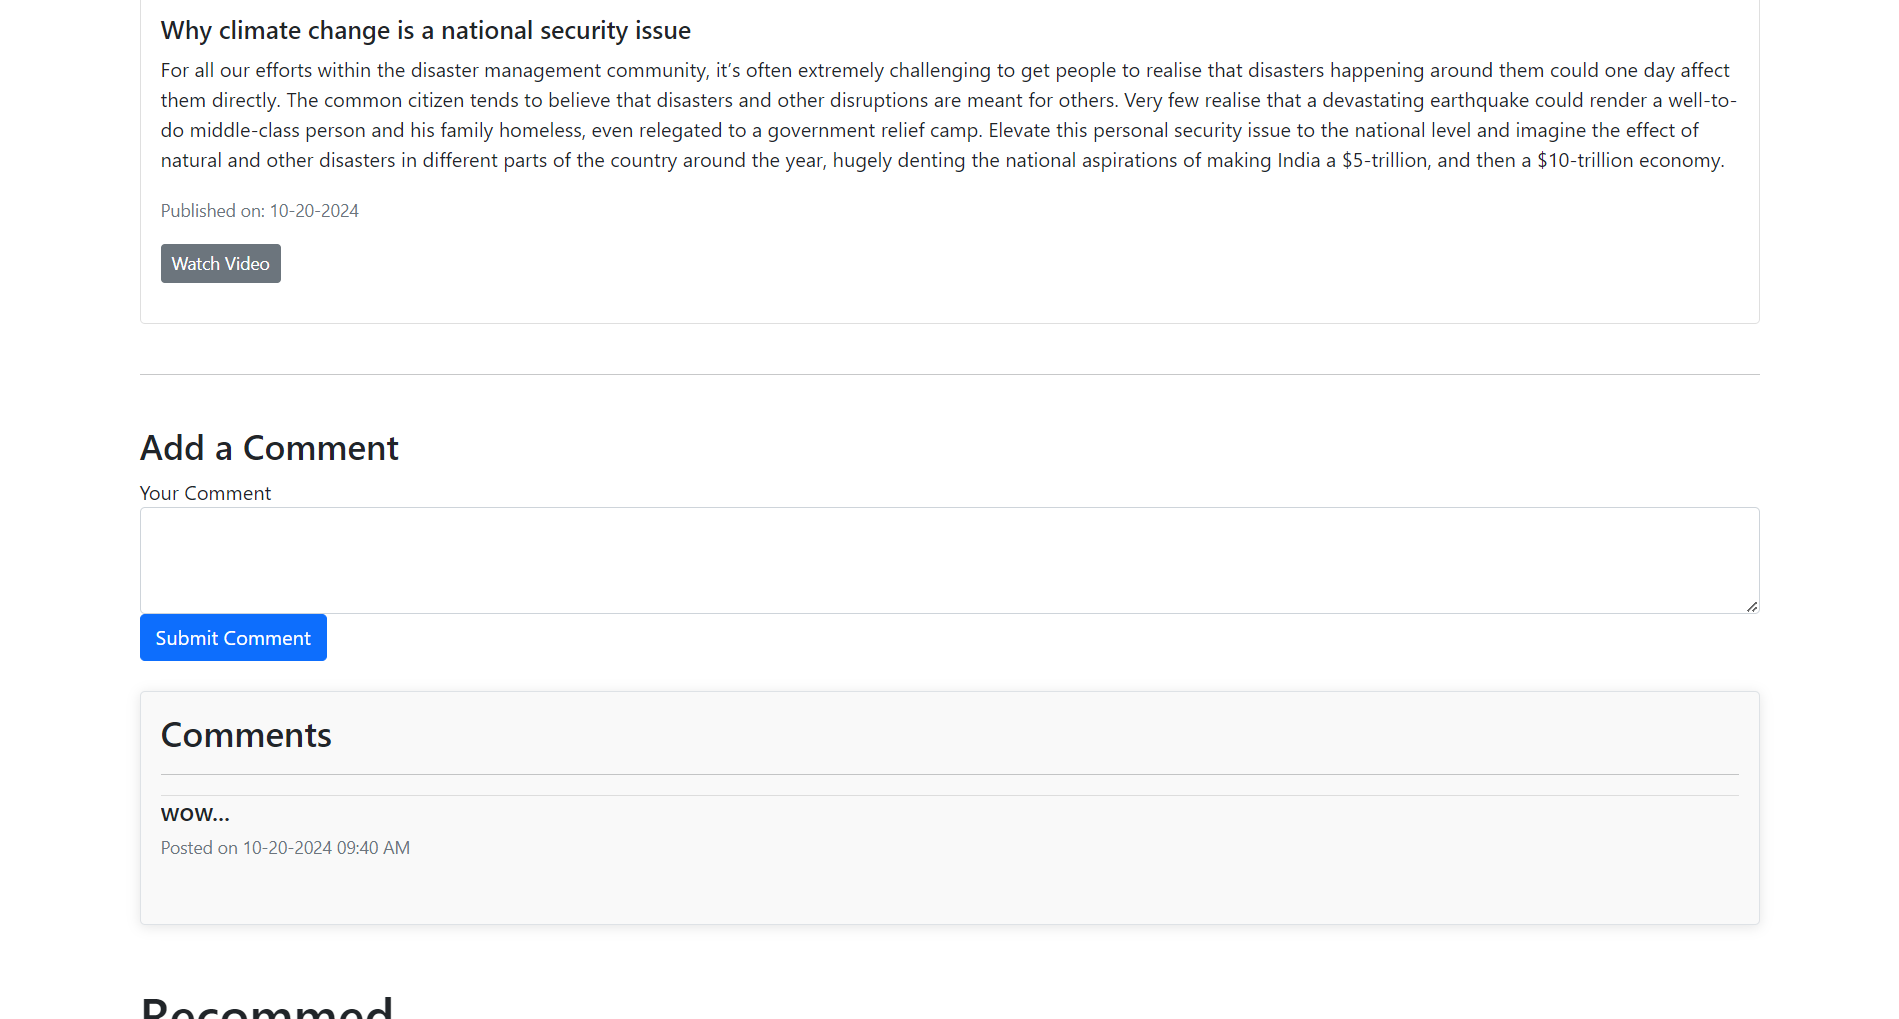 Why climate change is a national security issue
For all our efforts within the disaster management community, it’s often extremely challenging to get people to realise that disasters happening around them could one day affect
them directly. The common citizen tends to believe that disasters and other disruptions are meant for others. Very few realise that a devastating earthquake could render a well-to-
do middle-class person and his family homeless, even relegated to a government relief camp. Elevate this personal security issue to the national level and imagine the effect of
natural and other disasters in different parts of the country around the year, hugely denting the national aspirations of making India a $5-trillion, and then a $10-trillion economy.
Published on: 10-20-2024
Watch Video
Add a Comment
Your Comment
Submit Comment
Comments
wow...
Posted on 10-20-2024 09:40 AM
Recommed